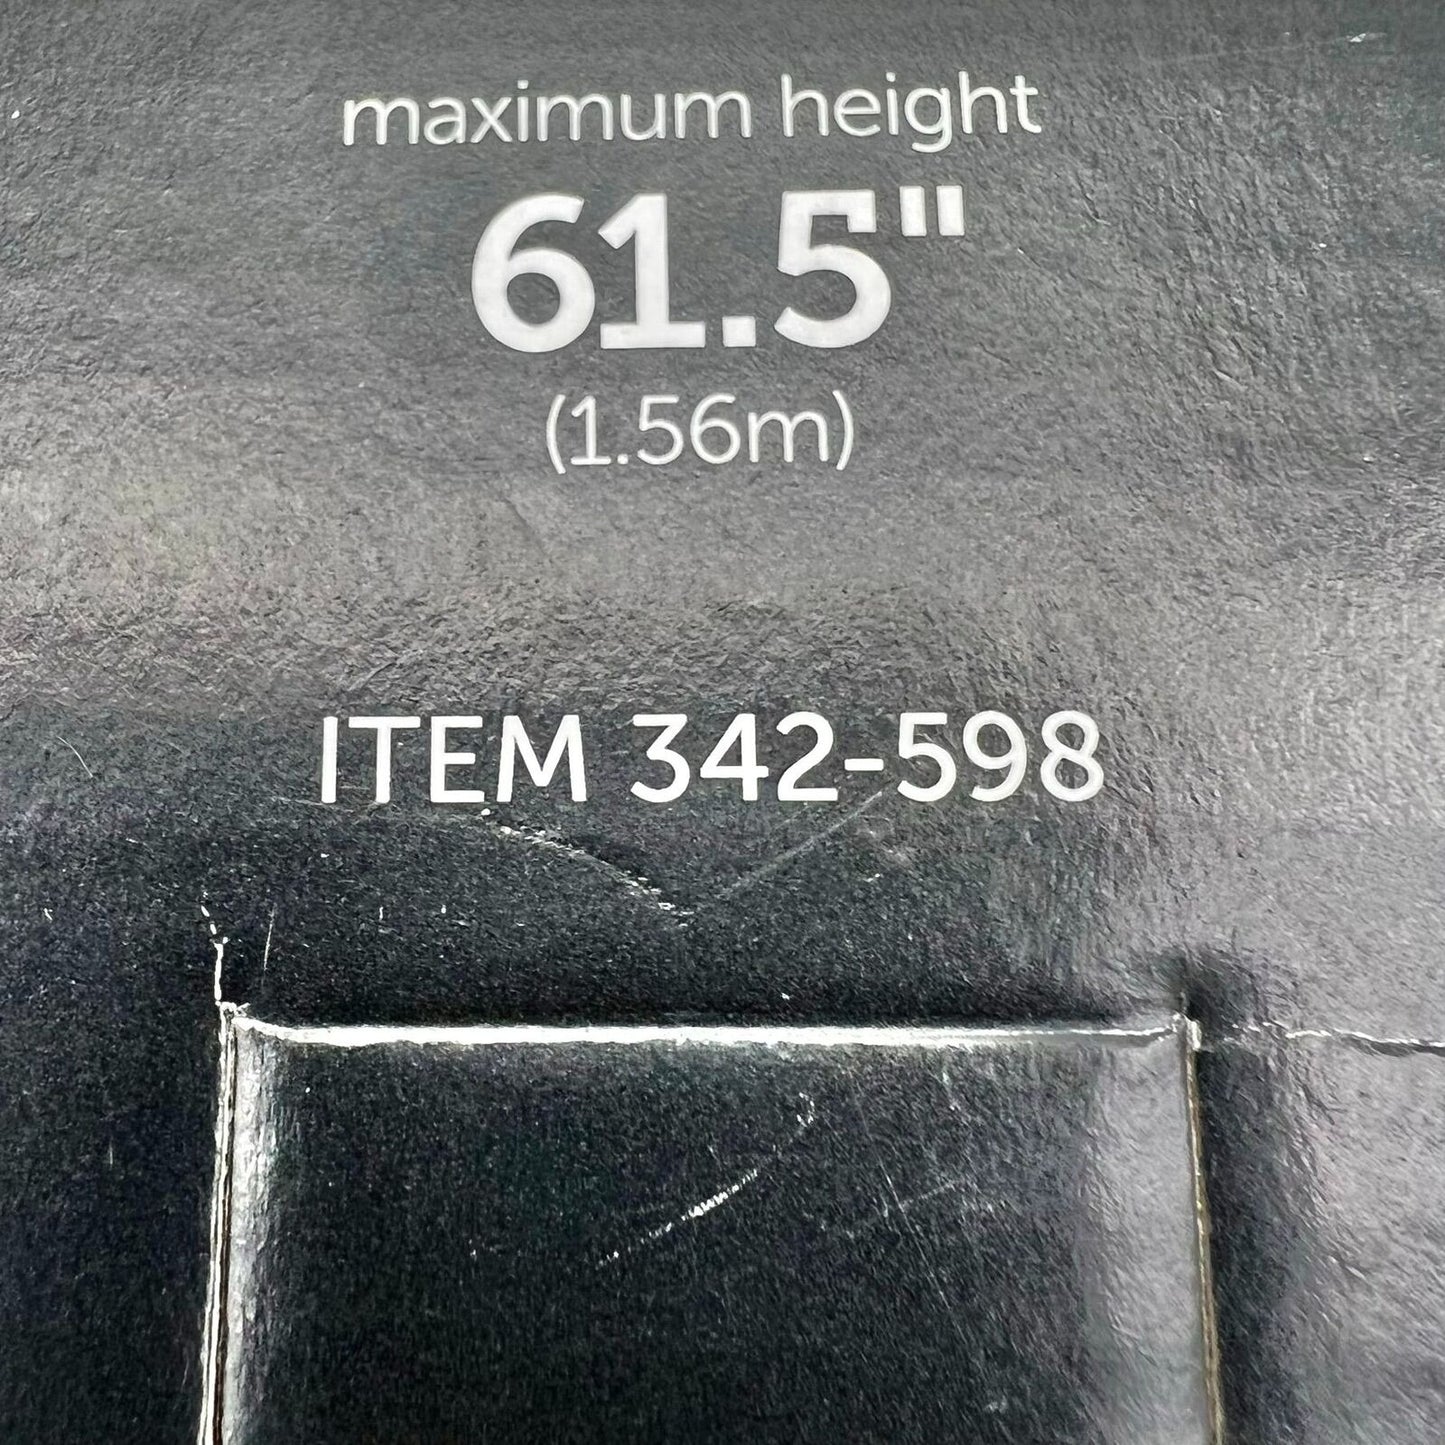 maximum height
61.5"
(1.56m)
ITEM 342-598